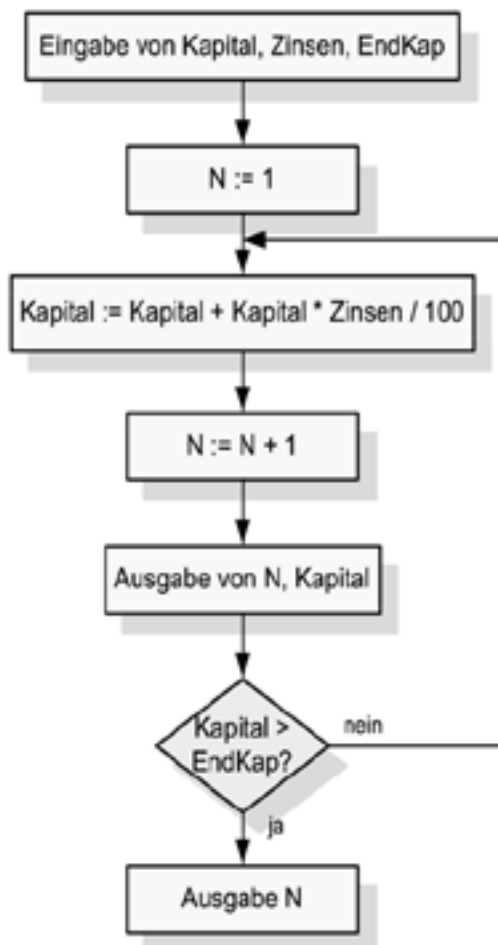 Eingabe von Kapital, Zinsen, EndKap
N := 1
Kapital := Kapital + Kapital * Zinsen / 100
N := N + 1
Ausgabe von N, Kapital
Kapital >
EndKap?
nein
ja
Ausgabe N